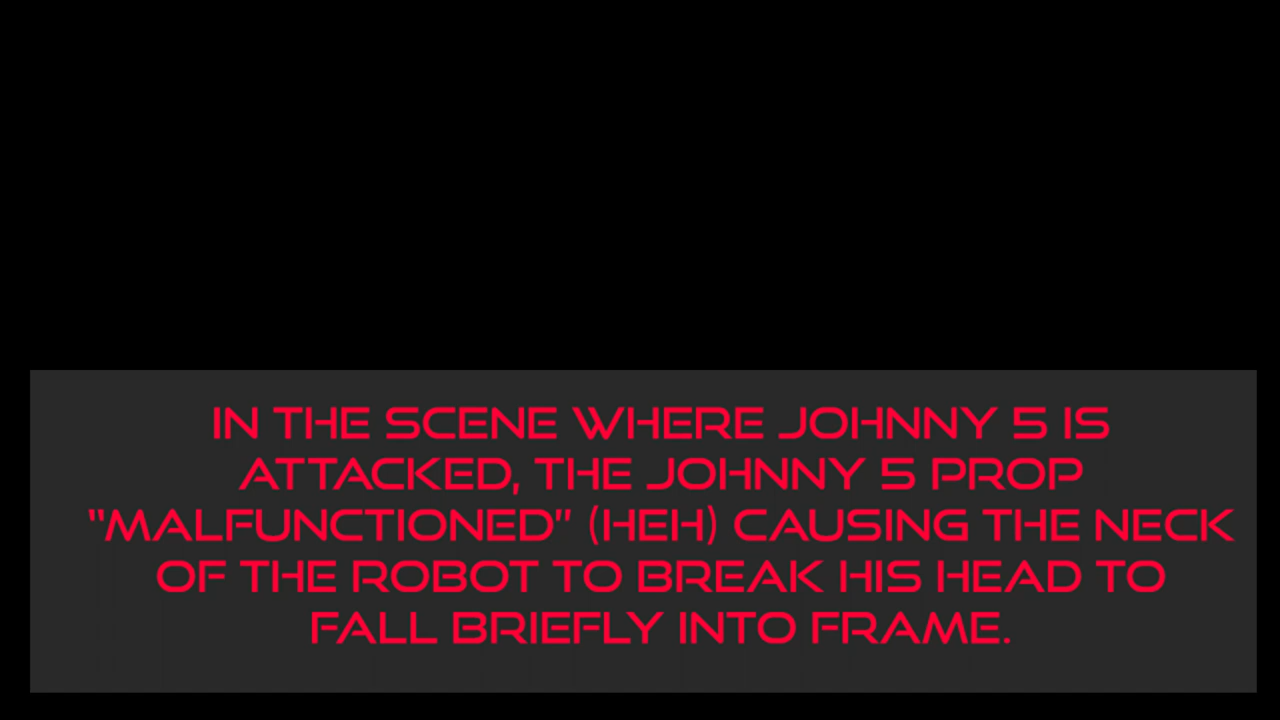 IN THE SCENE WHERE JOHNNY 5 IS
ATTACKED, THE JOHNNY 5 PROP
“MALFUNCTIONED” (HEH) CAUSING THE NECK
OF THE ROBOT TO BREAK HIS HEAD TO
FALL BRIEFLY INTO FRAME.